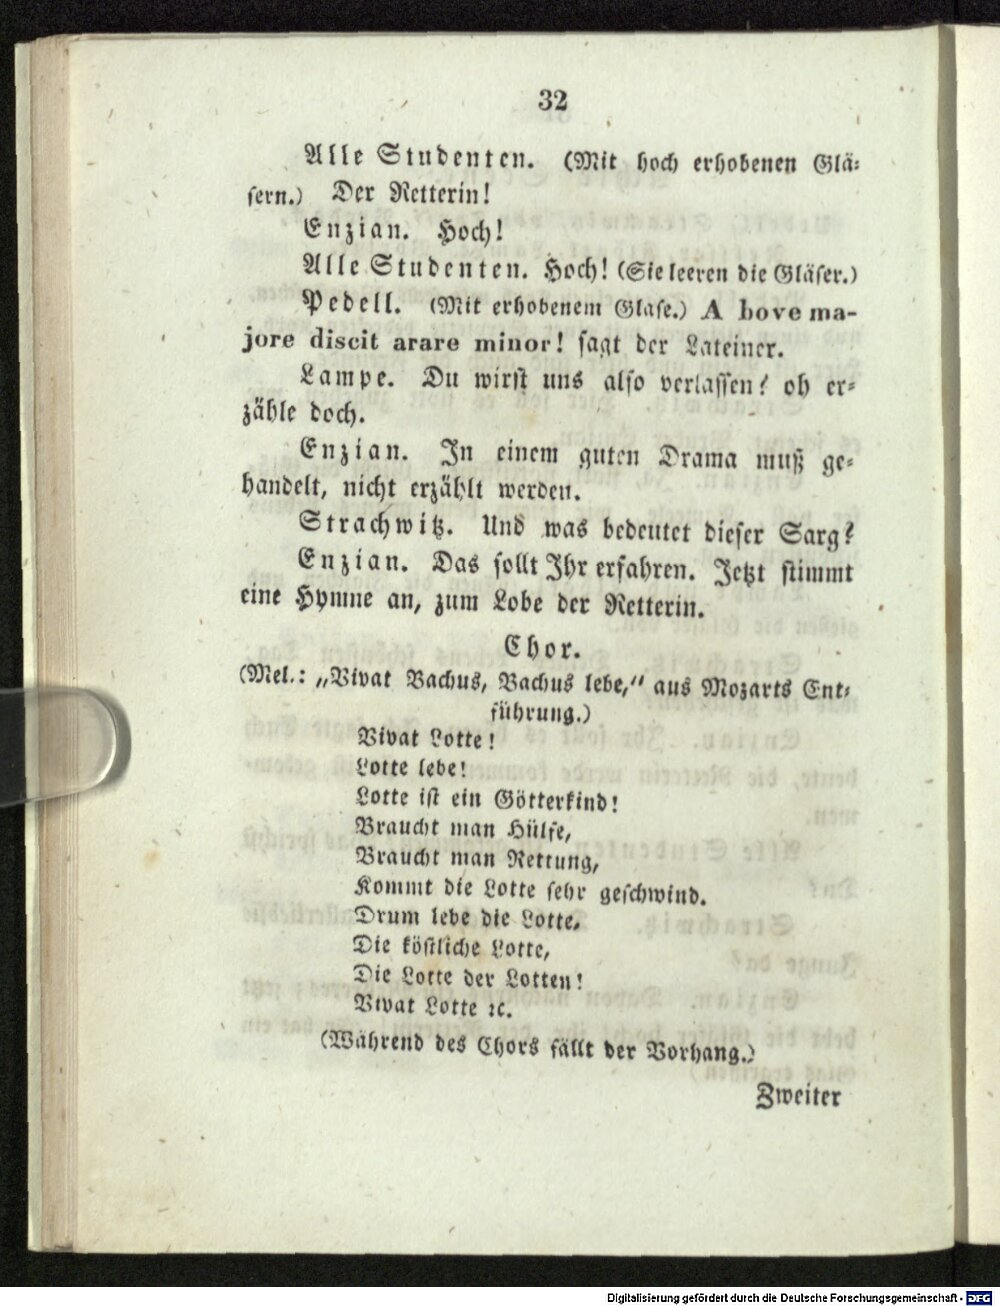 32
Alle Studenten. (Mit hoch erhobenen Glä-
sern.) Der Retterin!
Enzian. Hoch!
Alle Studenten. Hoch! (Sie leeren die Gläser.)
Pedell. (Mit erhobenem Glase.) A bove ma-
jore discit arare minor! sagt der Lateiner.
Lampe. Du wirst uns also verlassen? oh er-
zähle doch.
Enzian. In einem guten Drama muß ge-
handelt, nicht erzählt werden.
Strachwitz. Und was bedeutet dieser Sarg?
Enzian. Das sollt Ihr erfahren. Jetzt stimmt
eine Hymne an, zum Lobe der Retterin.
Chor.
(Mel.: „Vivat Bachus, Bachus lebe,“ aus Mozarts Ent-
führung.)
Vivat Lotte!
Lotte lebe!
Lotte ist ein Götterkind!
Braucht man Hülfe,
Braucht man Rettung,
Kommt die Lotte sehr geschwind.
Drum lebe die Lotte,
Die köstliche Lotte,
Die Lotte der Lotten!
Vivat Lotte ꝛc.
(Während des Chors fällt der Vorhang.)
Zweiter
Digitalisierung gefördert durch die Deutsche Forschungsgemeinschaft - DFG